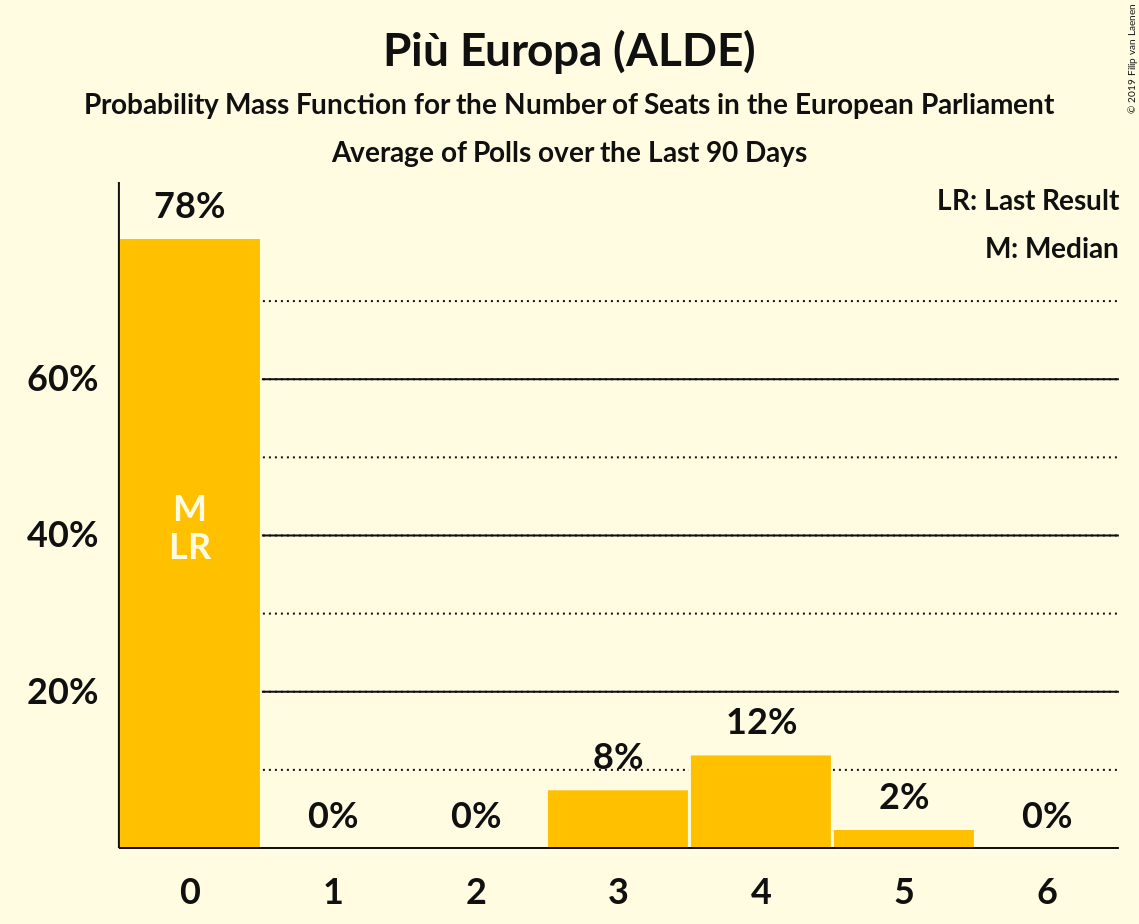 Più Europa (ALDE)
Probability Mass Function for the Number of Seats in the European Parliament
Average of Polls over the Last 90 Days
© 2019 Filip van Laenen
LR: Last Result
M: Median
78%
60%
M
40%
LR
20%
12%
8%
2%
0%
0%
0%
0 1 2 3 4 5 6